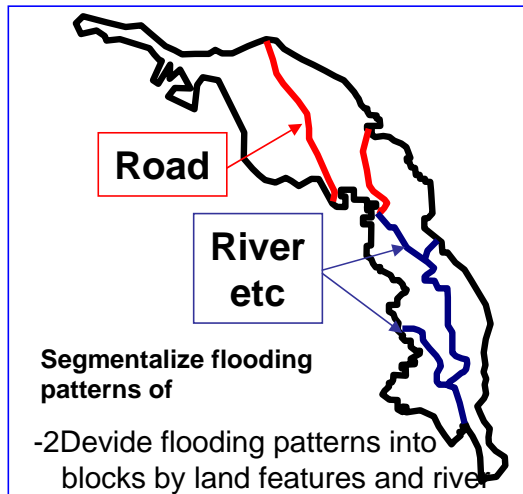 Road
River
etc
Segmentalize flooding
patterns of
-2Devide flooding patterns into
blocks by land features and river